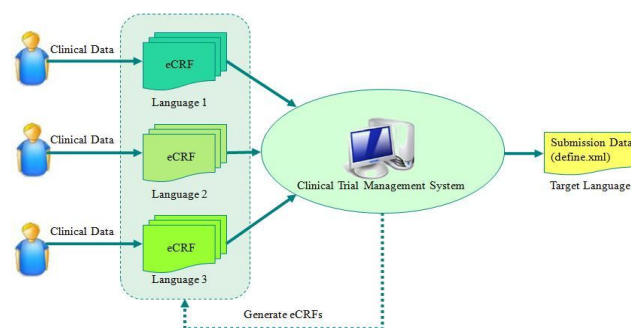 Clinical Data
eCRF
Language 1
Clinical Data
eCRF
Language 2
Clinical Data
eCRF
Language 3
Clinical Trial Management System
Submission Data
(define.xml)
Target Language
Generate eCRFs